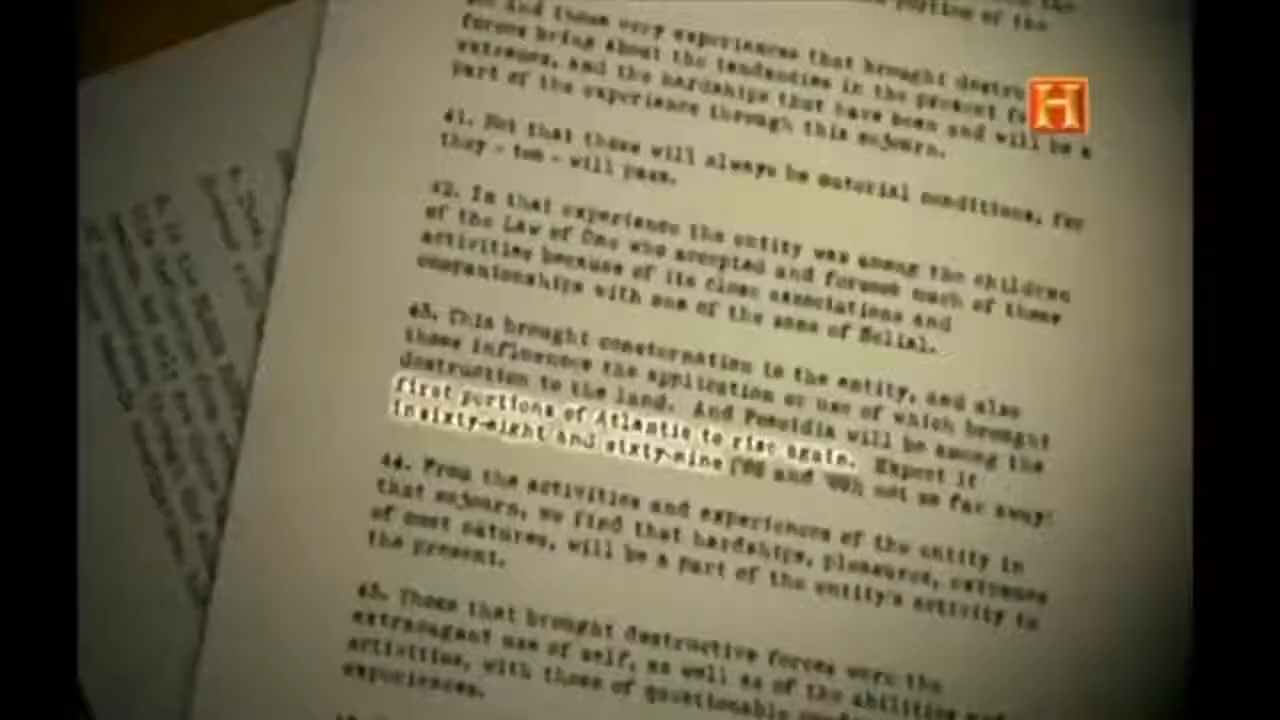 portion of the
and those very experiences that brought destru
forces bring about the tendencies in the present fo
extremes, and the hardships that have been and will be a
part of the experience through this sojourn.
41. Not that these will always be material conditions, for
they - too - will pass.
42. In that experience the entity was among the children
of the Law of One who accepted and formed much of those
activities because of its close associations and
companionships with one of the sons of Belial.
43. This brought consternation to the entity, and also
those influences the application or use of which brought
destruction to the land. And Poseidia will be among the
first portions of Atlantis to rise again. Expect it
in sixty-eight and sixty-nine ('68 and '69); not so far away!
44. From the activities and experiences of the entity in
that sojourn, we find that hardships, pleasures, extremes
of most natures, will be a part of the entity's activity in
the present.
45. Those that brought destructive forces were the
extravagant use of self, as well as of the abilities and
activities, with those of questionable
experiences.
H